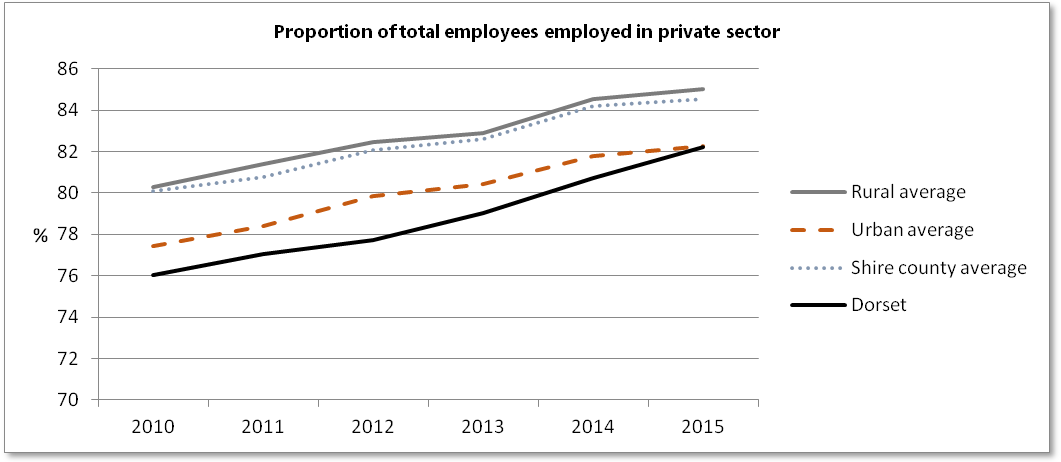 Proportion of total employees employed in private sector
86
84
82
80
78
76
74
72
70
%
2010 2011 2012 2013 2014 2015
Rural average
Urban average
Shire county average
Dorset